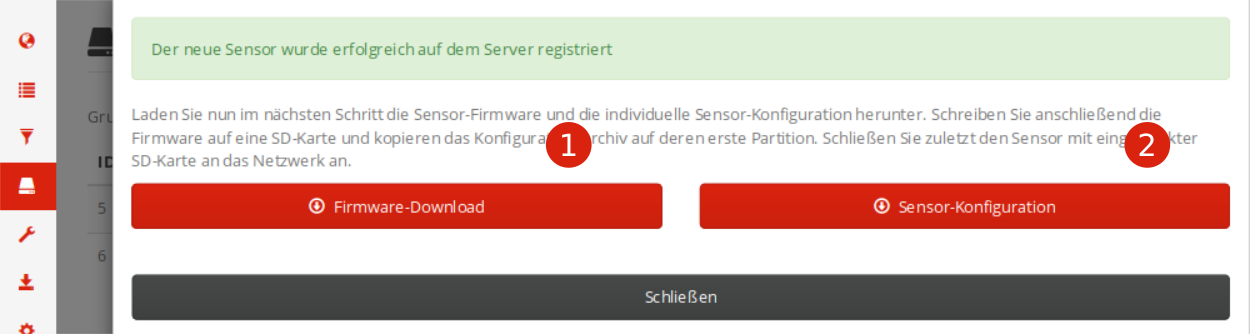 Der neue Sensor wurde erfolgreich auf dem Server registriert
Gru
Laden Sie nun im nächsten Schritt die Sensor-Firmware und die individuelle Sensor-Konfiguration herunter. Schreiben Sie anschließend die
Firmware auf eine SD-Karte und kopieren das Konfigura rchiv auf deren erste Partition. Schließen Sie zuletzt den Sensor mit eing kter
1
2
ID
SD-Karte an das Netzwerk an.
5
Firmware-Download
Sensor-Konfiguration
6
Schließen